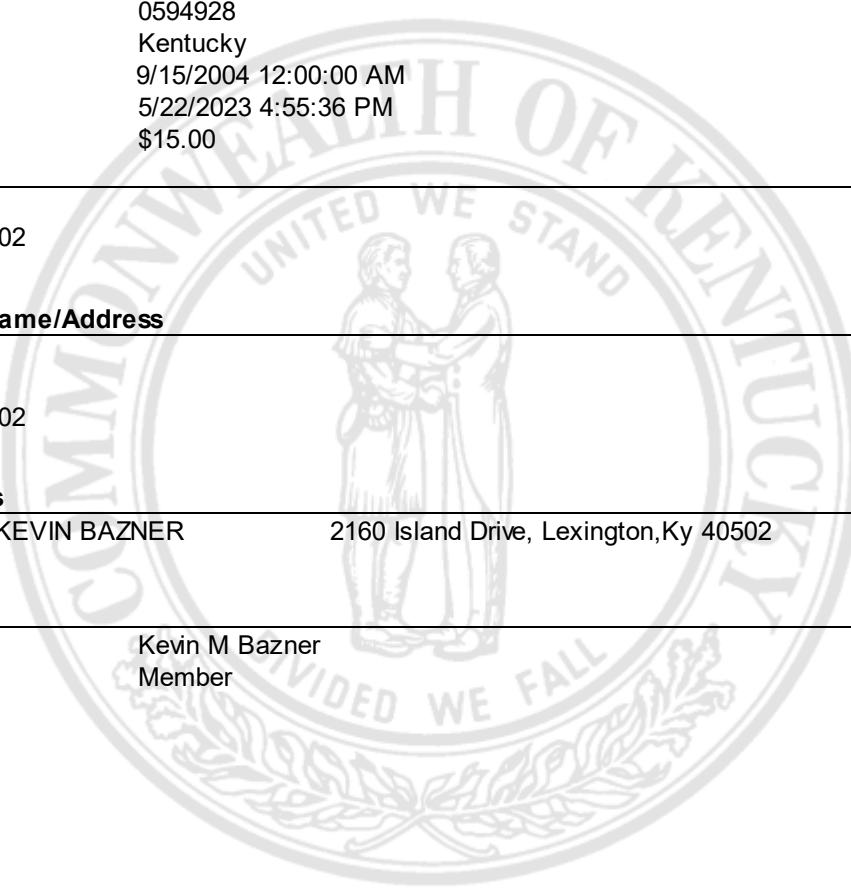 0594928
Kentucky
9/15/2004 12:00:00 AM
5/22/2023 4:55:36 PM
$15.00
02
ame/Address
02
s
KEVIN BAZNER 2160 Island Drive, Lexington,Ky 40502
Kevin M Bazner
Member
COMMONWEALTH OF KENTUCKY
UNITED WE STAND
DIVIDED WE FALL